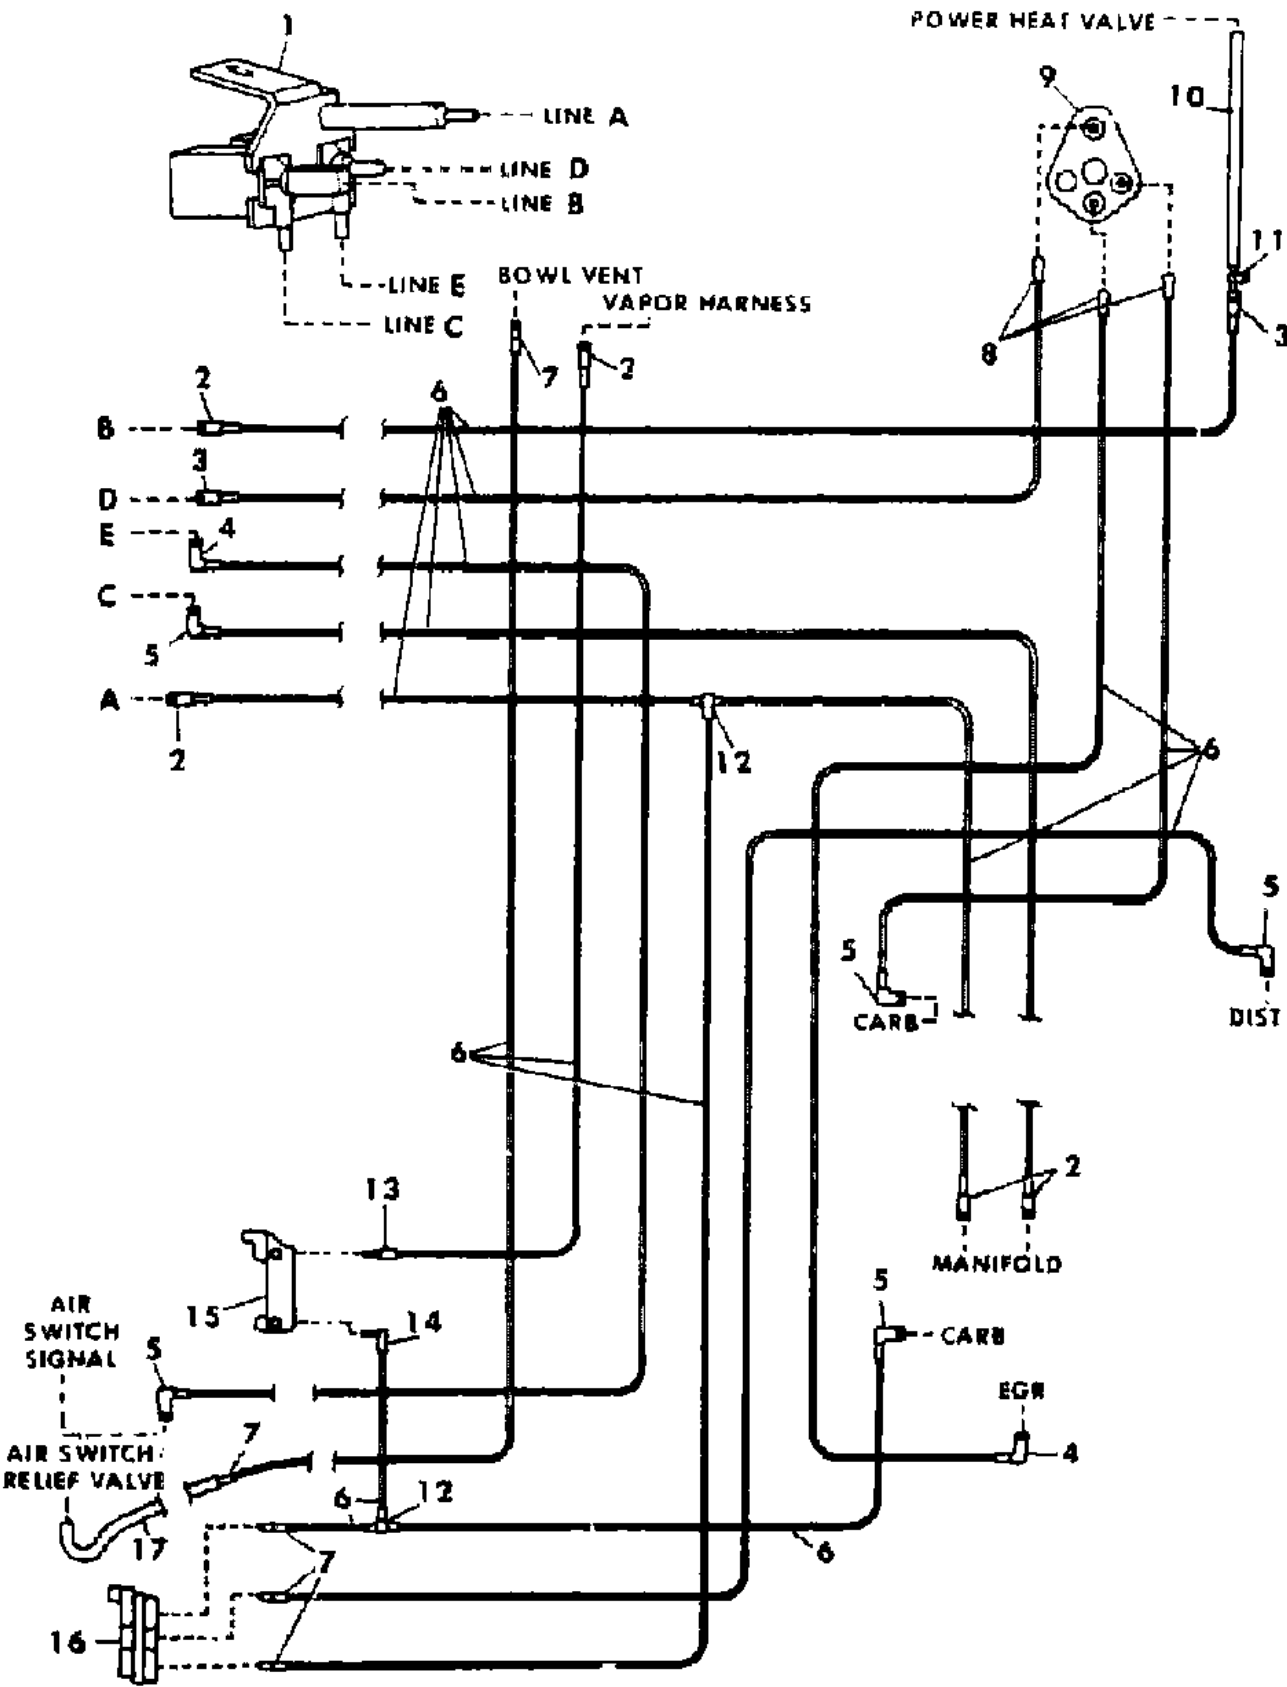 POWER HEAT VALVE
1
9
10
LINE A
LINE D
LINE B
11
BOWL VENT
LINE E
VAPOR HARNESS
LINE C
3
8
7
2
2
6
B
3
D
E
4
C
5
A
2
12
6
5
5
CARB
DIST
6
2
13
MANIFOLD
5
AIR
SWITCH
SIGNAL
15
14
CARB
5
EGR
7
4
AIR SWITCH
RELIEF VALVE
6
12
17
7
6
16